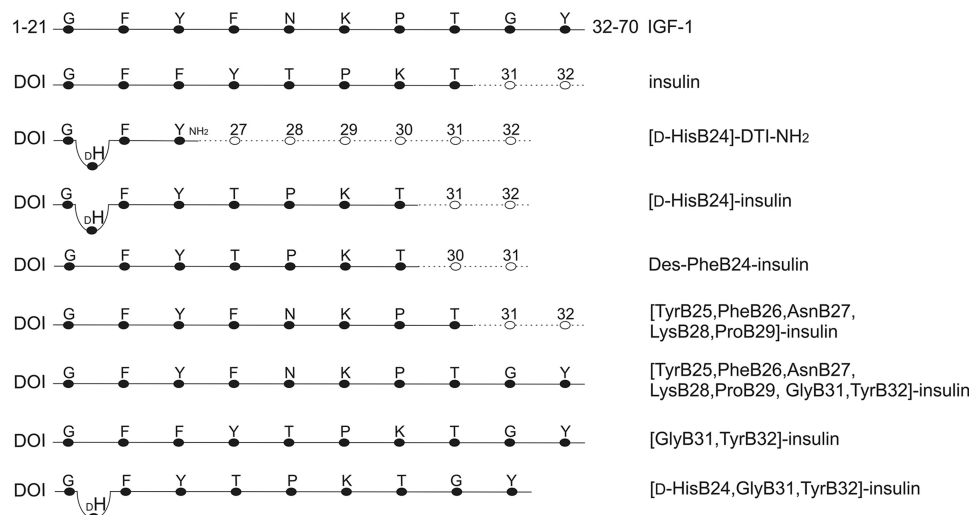 G F Y F N K P T G Y
1-21 32-70 IGF-1
G F F Y T P K T 31 32
DOI insulin
G F Y NH2 27 28 29 30 31 32
DOI DH [D-HisB24]-DTI-NH2
G F Y T P K T 31 32
DOI DH [D-HisB24]-insulin
G F Y T P K T 30 31
DOI Des-PheB24-insulin
G F Y F N K P T 31 32
DOI [TyrB25,PheB26,AsnB27,
LysB28,ProB29]-insulin
G F Y F N K P T G Y
DOI [TyrB25,PheB26,AsnB27,
LysB28,ProB29, GlyB31,TyrB32]-insulin
G F F Y T P K T G Y
DOI [GlyB31,TyrB32]-insulin
G F Y T P K T G Y
DOI DH [D-HisB24,GlyB31,TyrB32]-insulin